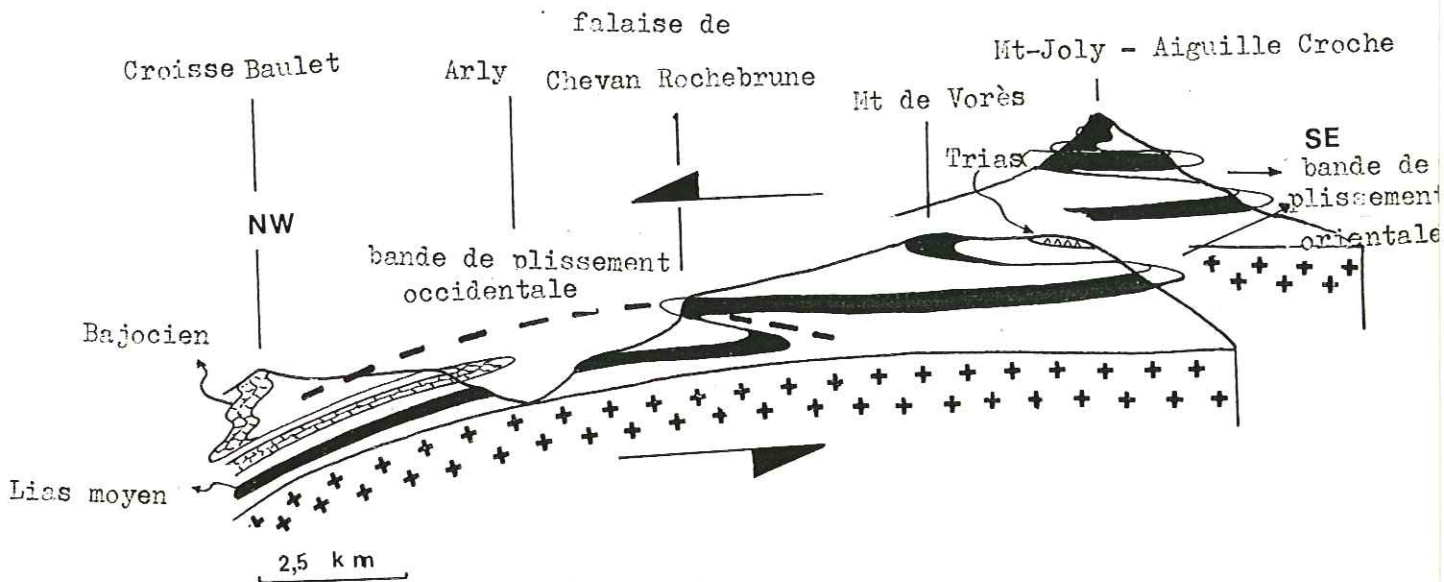 falaise de
Croisse Baulet
Arly
Chevan Rochebrune
Mt-Joly - Aiguille Croche
Mt de Vorès
Trias
SE
bande de
plissement
orientale
NW
bande de plissement
occidentale
Bajocien
Lias moyen
2,5 km